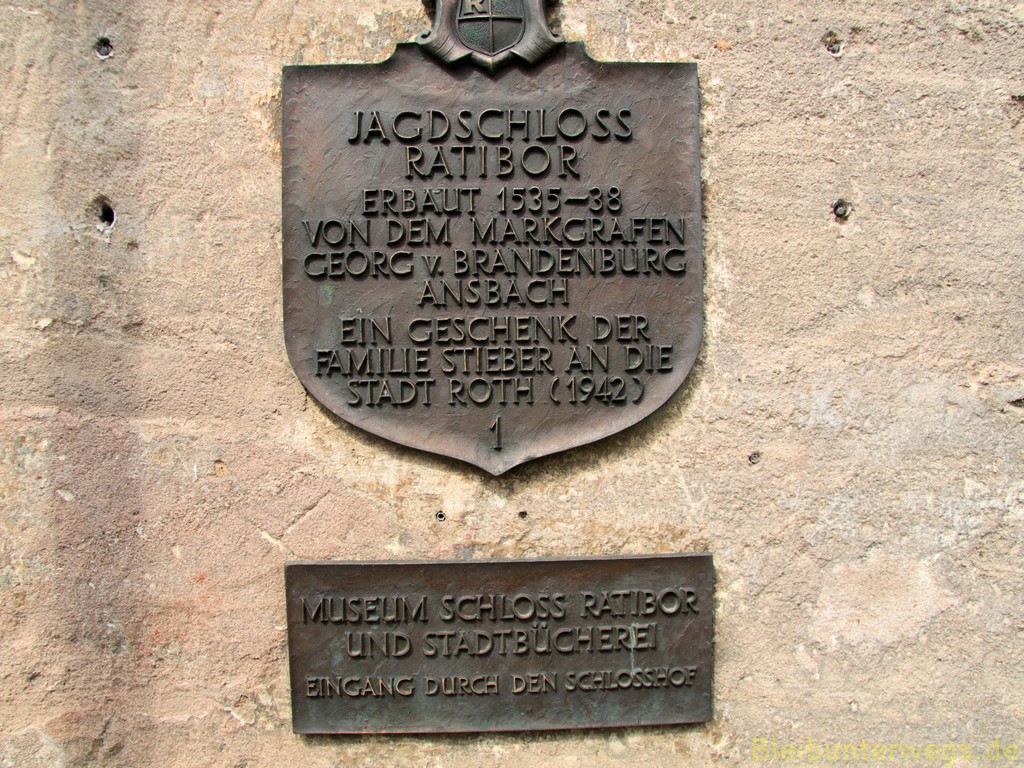 R
JAGDSCHLOSS
RATIBOR
ERBAUT 1535–38
VON DEM MARKGRAFEN
GEORG v. BRANDENBURG
ANSBACH
EIN GESCHENK DER
FAMILIE STIEBER AN DIE
STADT ROTH (1942)
1
MUSEUM SCHLOSS RATIBOR
UND STADTBÜCHEREI
EINGANG DURCH DEN SCHLOSSHOF
Bleibunterwegs.de